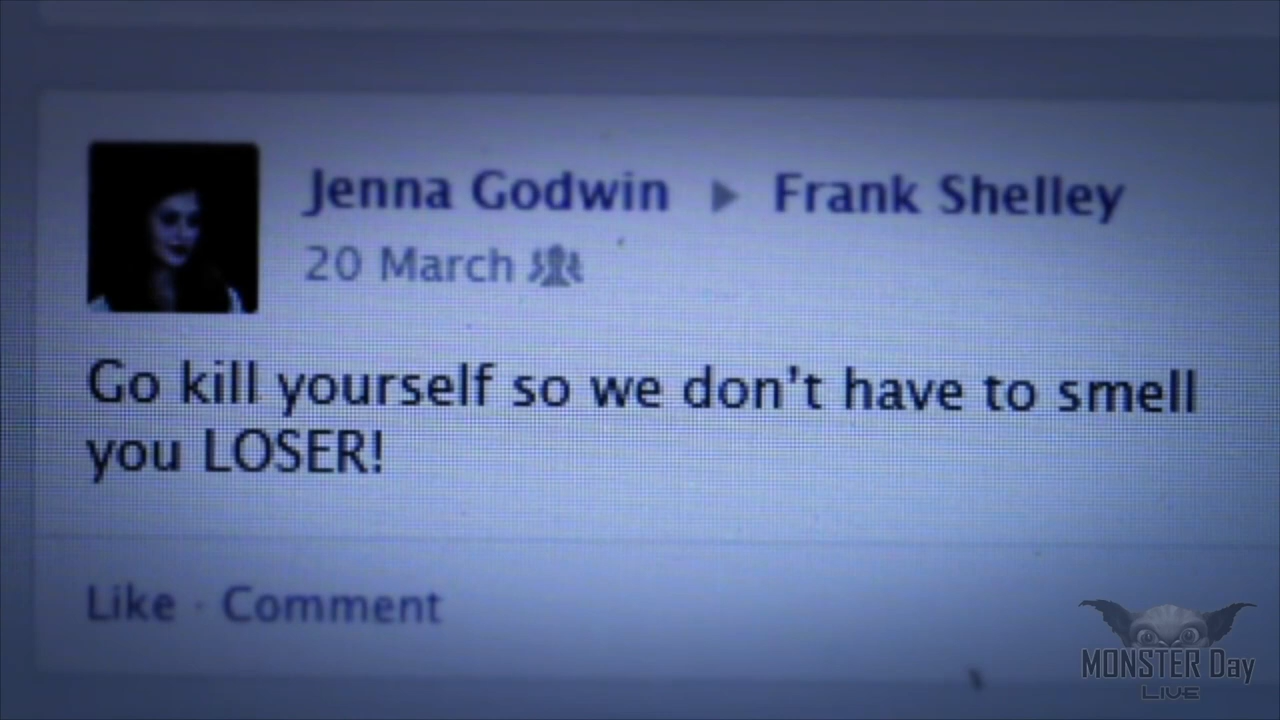 Jenna Godwin ▶ Frank Shelley
20 March
Go kill yourself so we don't have to smell
you LOSER!
Like · Comment
MONSTER Day
LIVE